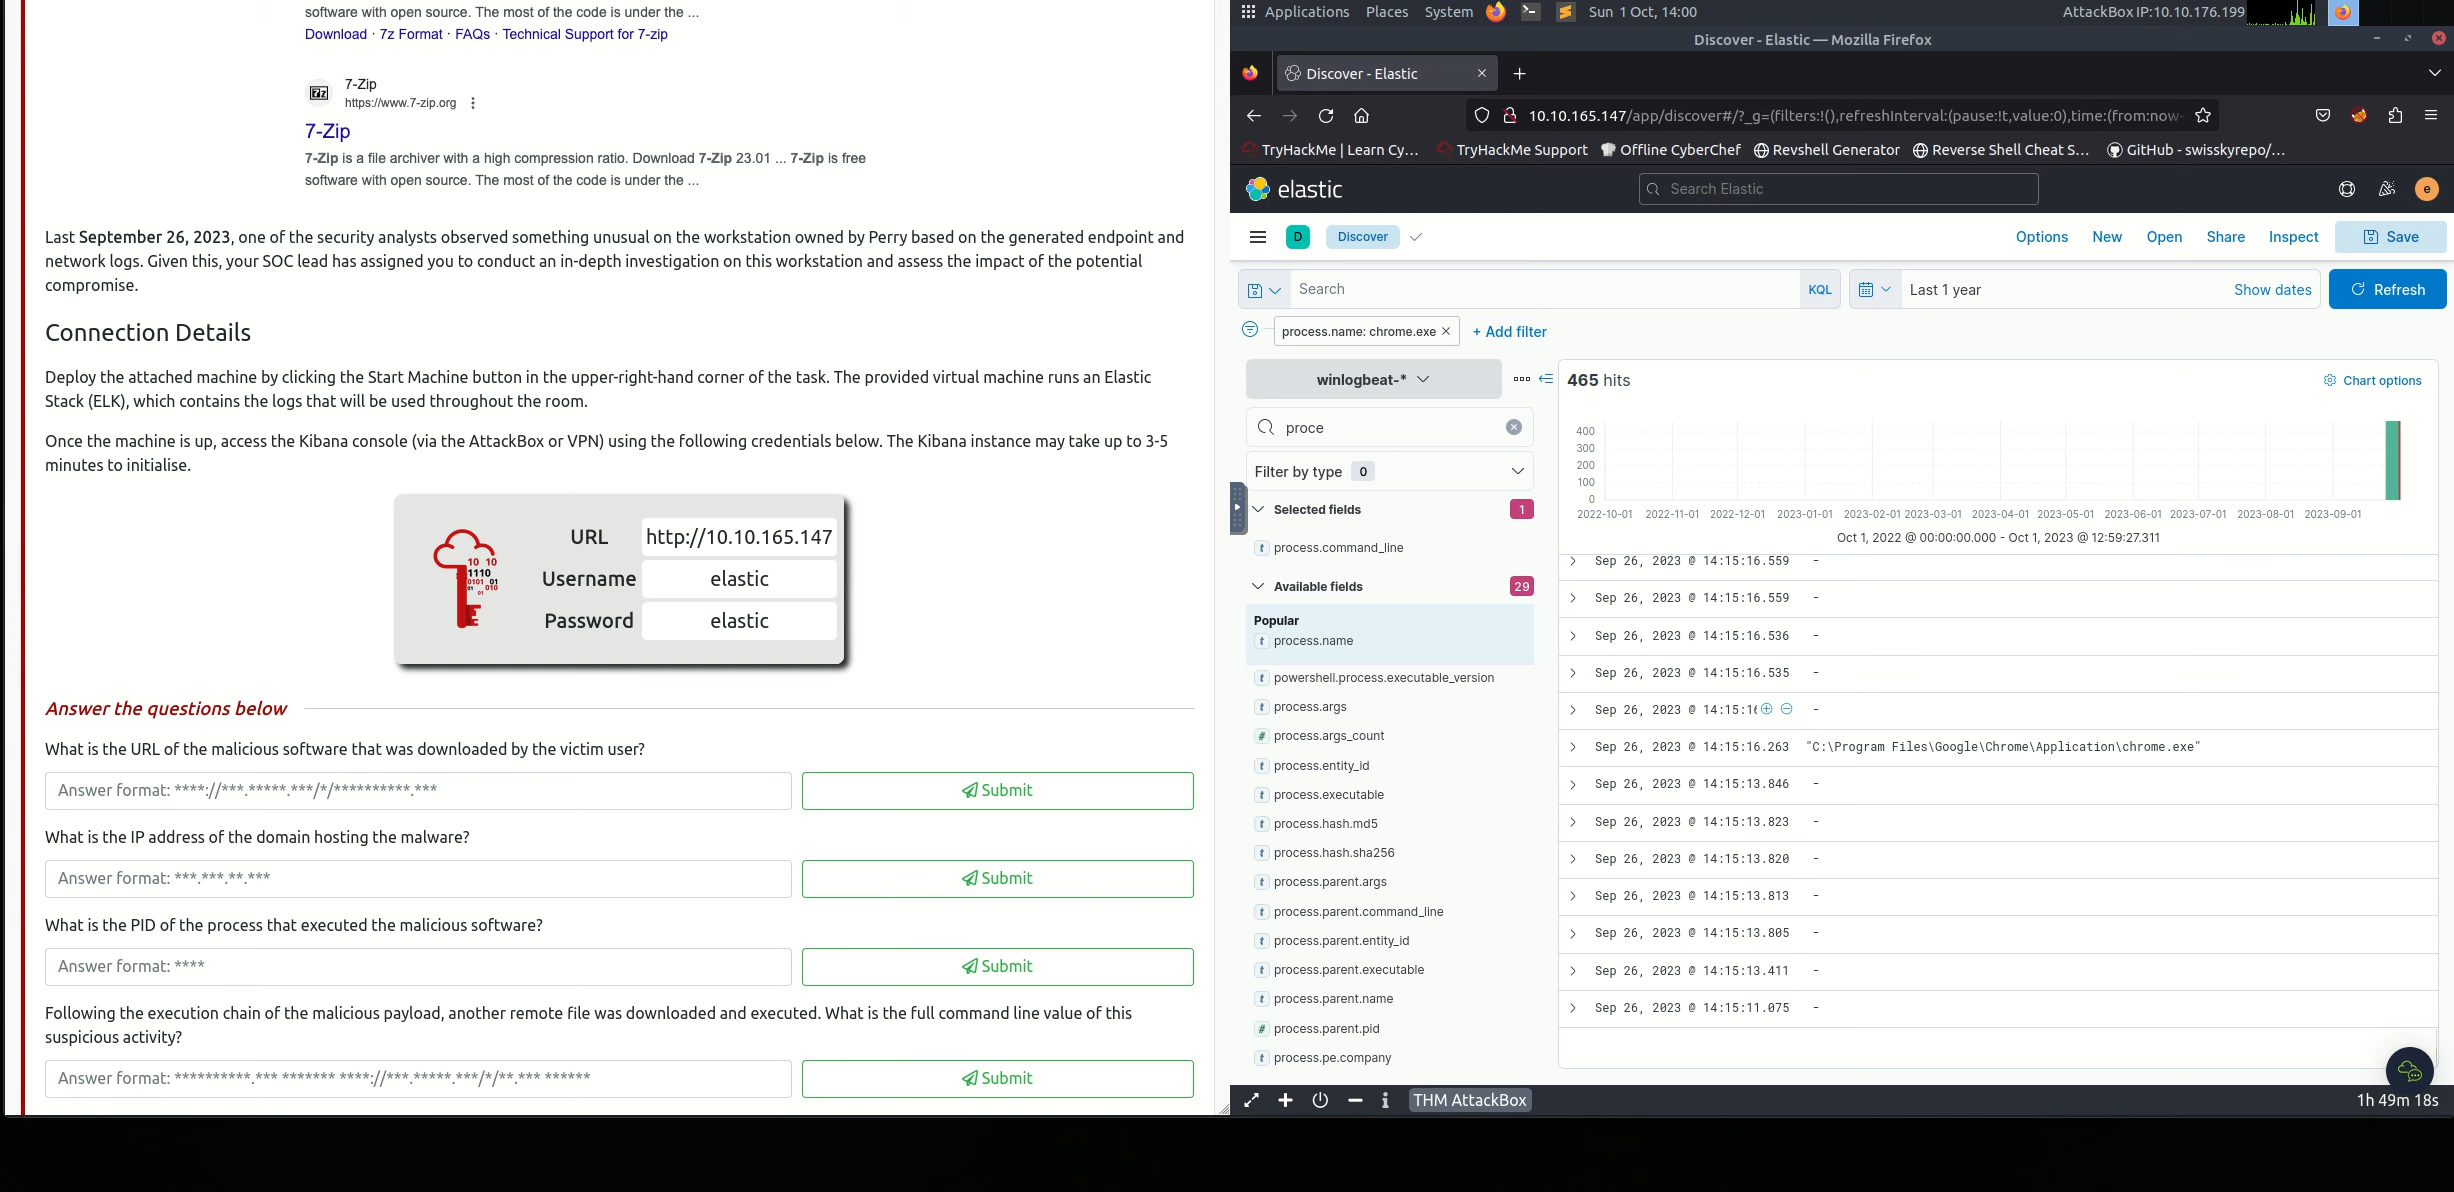 software with open source. The most of the code is under the ...
Download · 7z Format · FAQs · Technical Support for 7-zip
7z
7-Zip
https://www.7-zip.org
7-Zip
7-Zip is a file archiver with a high compression ratio. Download 7-Zip 23.01 ... 7-Zip is free
software with open source. The most of the code is under the ...
Last September 26, 2023, one of the security analysts observed something unusual on the workstation owned by Perry based on the generated endpoint and
network logs. Given this, your SOC lead has assigned you to conduct an in-depth investigation on this workstation and assess the impact of the potential
compromise.
Connection Details
Deploy the attached machine by clicking the Start Machine button in the upper-right-hand corner of the task. The provided virtual machine runs an Elastic
Stack (ELK), which contains the logs that will be used throughout the room.
Once the machine is up, access the Kibana console (via the AttackBox or VPN) using the following credentials below. The Kibana instance may take up to 3-5
minutes to initialise.
URL http://10.10.165.147
Username elastic
Password elastic
Answer the questions below
What is the URL of the malicious software that was downloaded by the victim user?
Answer format: ****://***.*****.***/*/**********.*** Submit
What is the IP address of the domain hosting the malware?
Answer format: ***.***.**.*** Submit
What is the PID of the process that executed the malicious software?
Answer format: **** Submit
Following the execution chain of the malicious payload, another remote file was downloaded and executed. What is the full command line value of this
suspicious activity?
Answer format: **********.*** ******* ****://***.*****.***/*/**.*** ****** Submit
Applications Places System Sun 1 Oct, 14:00 AttackBox IP:10.10.176.199
Discover - Elastic — Mozilla Firefox
Discover - Elastic
10.10.165.147/app/discover#/?_g=(filters:!(),refreshInterval:(pause:!t,value:0),time:(from:now-
TryHackMe | Learn Cy... TryHackMe Support Offline CyberChef Revshell Generator Reverse Shell Cheat S... GitHub - swisskyrepo/...
elastic Search Elastic e
D Discover Options New Open Share Inspect Save
Search KQL Last 1 year Show dates Refresh
process.name: chrome.exe + Add filter
winlogbeat-*
proce
Filter by type 0
Selected fields 1
t process.command_line
Available fields 29
Popular
t process.name
t powershell.process.executable_version
t process.args
# process.args_count
t process.entity_id
t process.executable
t process.hash.md5
t process.hash.sha256
t process.parent.args
t process.parent.command_line
t process.parent.entity_id
t process.parent.executable
t process.parent.name
# process.parent.pid
t process.pe.company
465 hits Chart options
400
300
200
100
0
2022-10-01 2022-11-01 2022-12-01 2023-01-01 2023-02-01 2023-03-01 2023-04-01 2023-05-01 2023-06-01 2023-07-01 2023-08-01 2023-09-01
Oct 1, 2022 @ 00:00:00.000 - Oct 1, 2023 @ 12:59:27.311
Sep 26, 2023 @ 14:15:16.559 -
Sep 26, 2023 @ 14:15:16.559 -
Sep 26, 2023 @ 14:15:16.536 -
Sep 26, 2023 @ 14:15:16.535 -
Sep 26, 2023 @ 14:15:16 -
Sep 26, 2023 @ 14:15:16.263 "C:\Program Files\Google\Chrome\Application\chrome.exe"
Sep 26, 2023 @ 14:15:13.846 -
Sep 26, 2023 @ 14:15:13.823 -
Sep 26, 2023 @ 14:15:13.820 -
Sep 26, 2023 @ 14:15:13.813 -
Sep 26, 2023 @ 14:15:13.805 -
Sep 26, 2023 @ 14:15:13.411 -
Sep 26, 2023 @ 14:15:11.075 -
THM AttackBox 1h 49m 18s